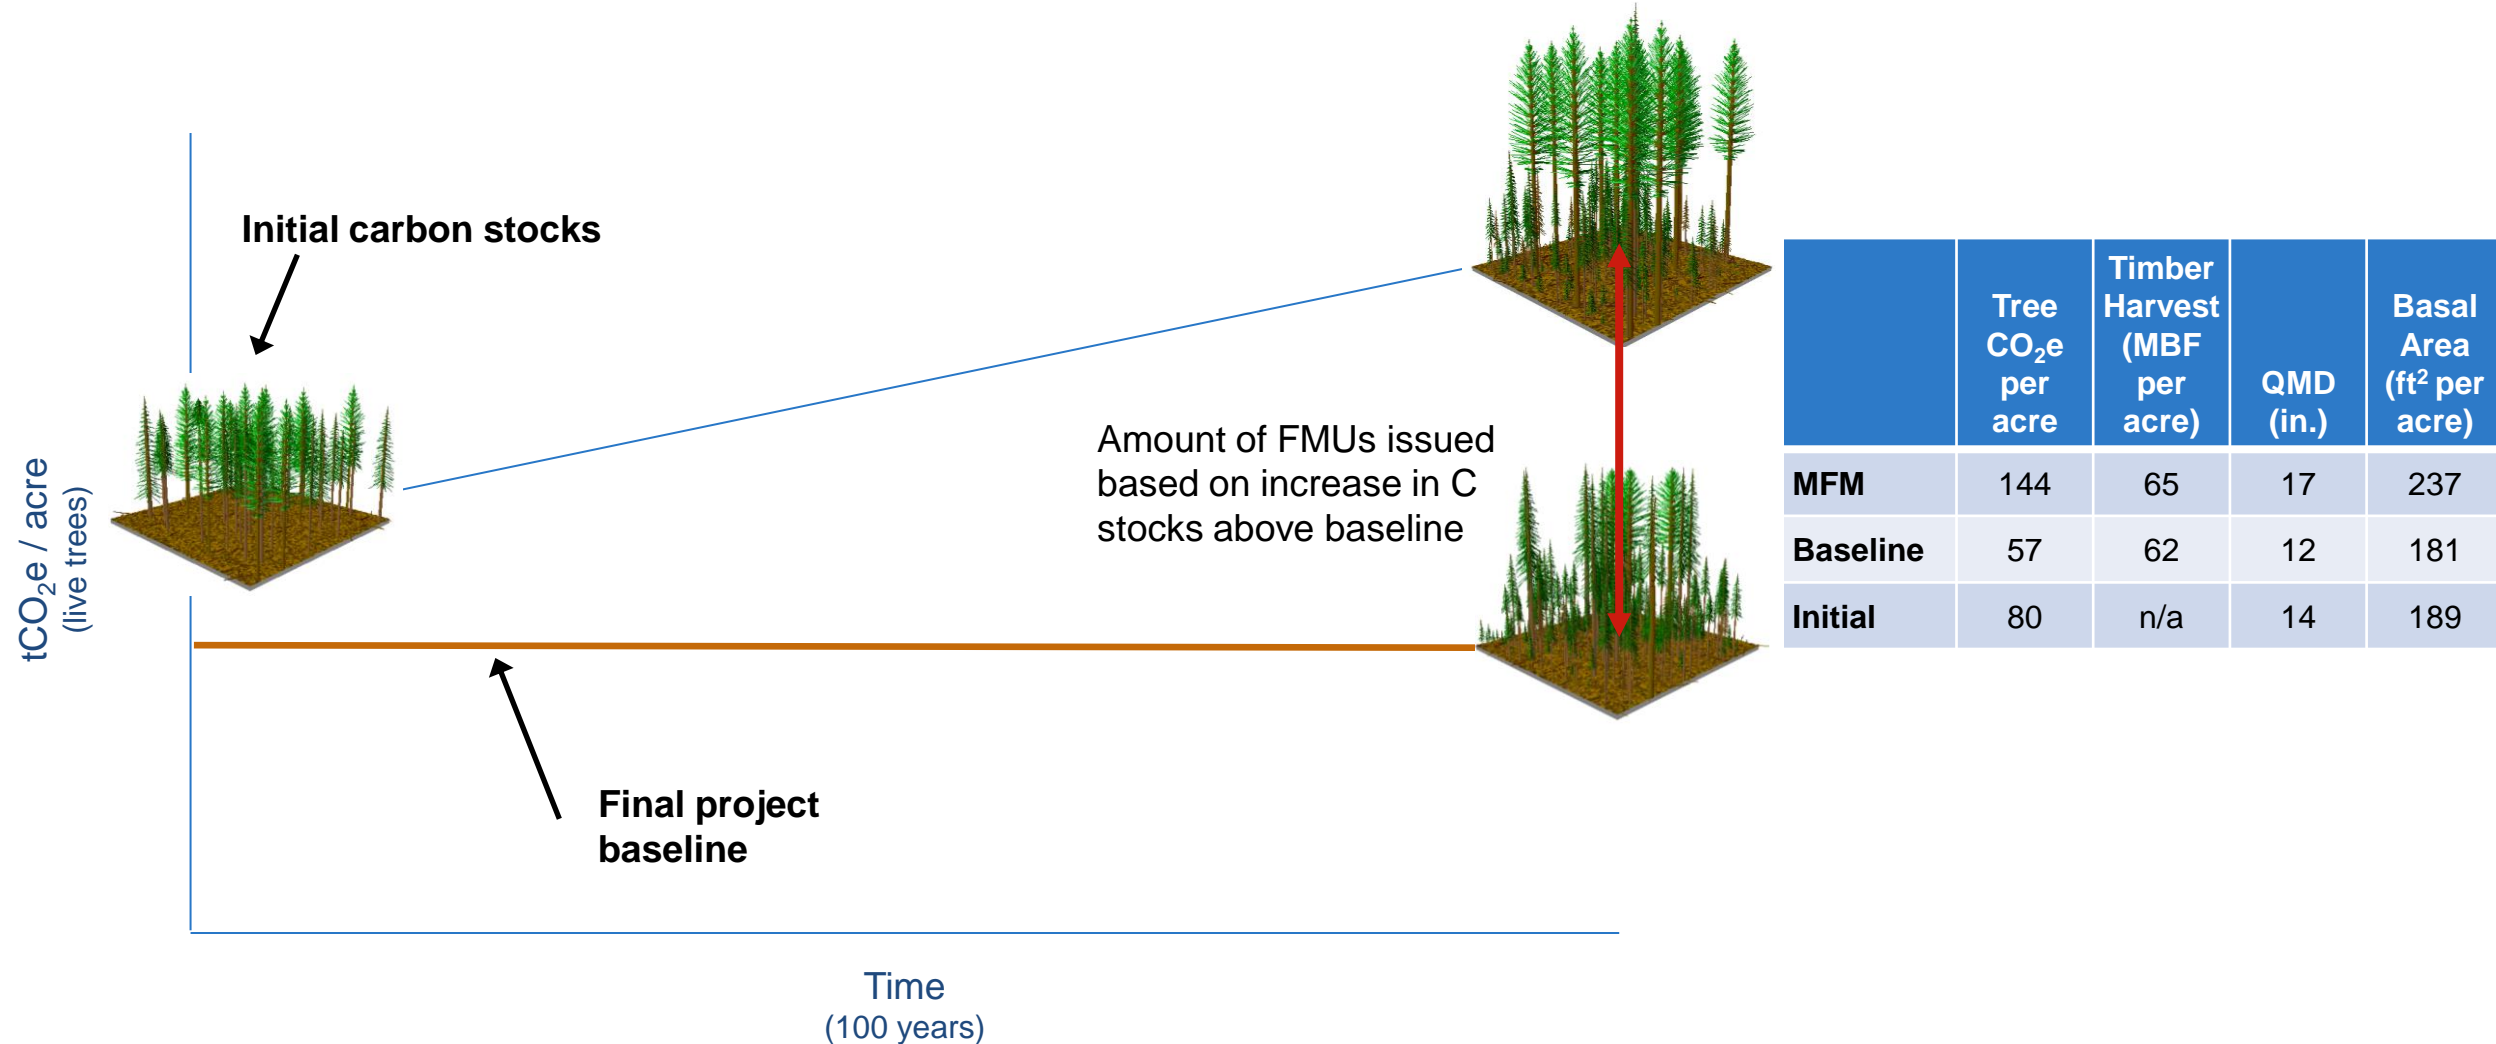 Initial carbon stocks
tCO₂e / acre
(live trees)
Amount of FMUs issued
based on increase in C
stocks above baseline
Final project
baseline
Time
(100 years)
Tree
CO₂e
per
acre
Timber
Harvest
(MBF
per
acre)
QMD
(in.)
Basal
Area
(ft² per
acre)
MFM 144 65 17 237
Baseline 57 62 12 181
Initial 80 n/a 14 189